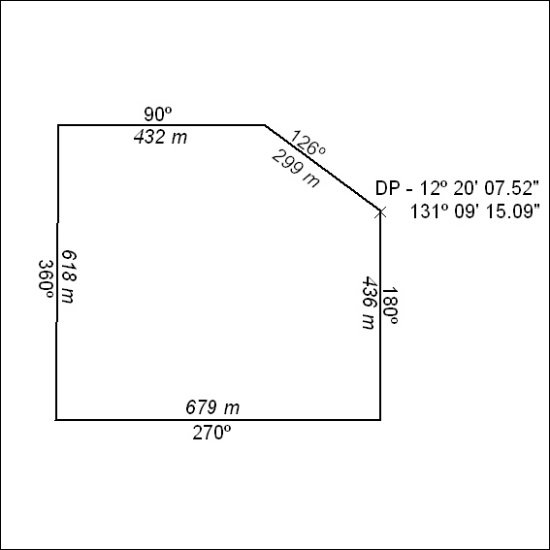 90º
432 m
126º
299 m
DP - 12º 20' 07.52"
131º 09' 15.09"
360º
618 m
436 m
180º
679 m
270º